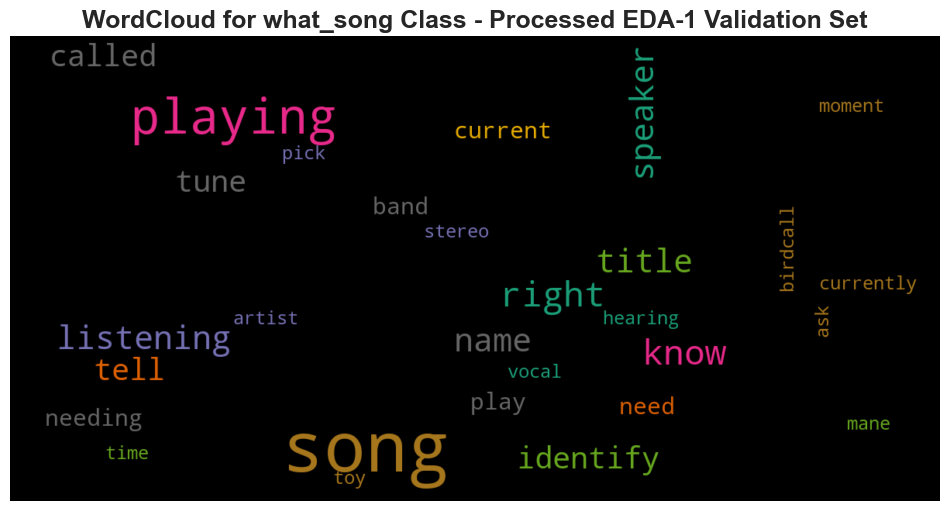 WordCloud for what_song Class - Processed EDA-1 Validation Set
called
playing
speaker
moment
current
pick
tune
band
stereo
birdcall
title
right
currently
artist
hearing
ask
listening
name
know
tell
vocal
play
need
needing
mane
time
song
identify
toy